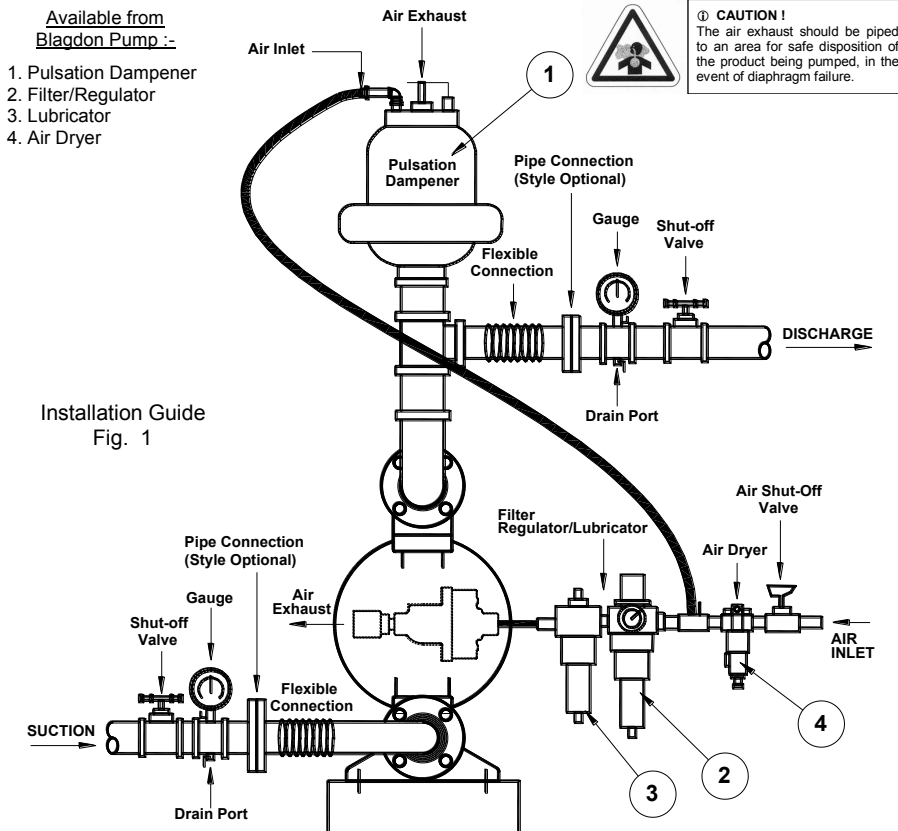 Available from
Blagdon Pump :-
1. Pulsation Dampener
2. Filter/Regulator
3. Lubricator
4. Air Dryer
Air Exhaust
Air Inlet
1
ⓘ CAUTION !
The air exhaust should be piped
to an area for safe disposition of
the product being pumped, in the
event of diaphragm failure.
Pulsation
Dampener
Pipe Connection
(Style Optional)
Gauge
Shut-off
Valve
Flexible
Connection
DISCHARGE
Drain Port
Installation Guide
Fig. 1
Filter
Regulator/Lubricator
Air Shut-Off
Valve
Air Dryer
Pipe Connection
(Style Optional)
Gauge
Air
Exhaust
Shut-off
Valve
AIR
INLET
Flexible
Connection
SUCTION
4
2
3
Drain Port